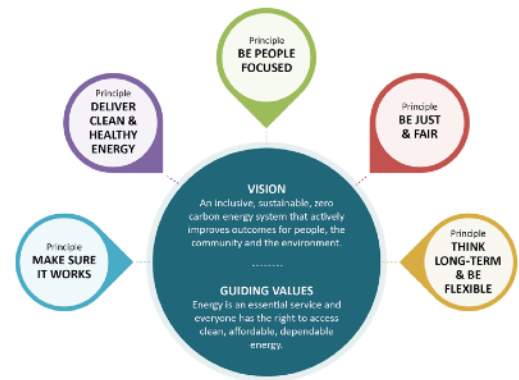 Principle
BE PEOPLE
FOCUSED
Principle
DELIVER
CLEAN &
HEALTHY
ENERGY
Principle
BE JUST
& FAIR
Principle
MAKE SURE
IT WORKS
VISION
An inclusive, sustainable, zero
carbon energy system that actively
improves outcomes for people, the
community and the environment.
GUIDING VALUES
Energy is an essential service and
everyone has the right to access
clean, affordable, dependable
energy.
Principle
THINK
LONG-TERM
& BE
FLEXIBLE